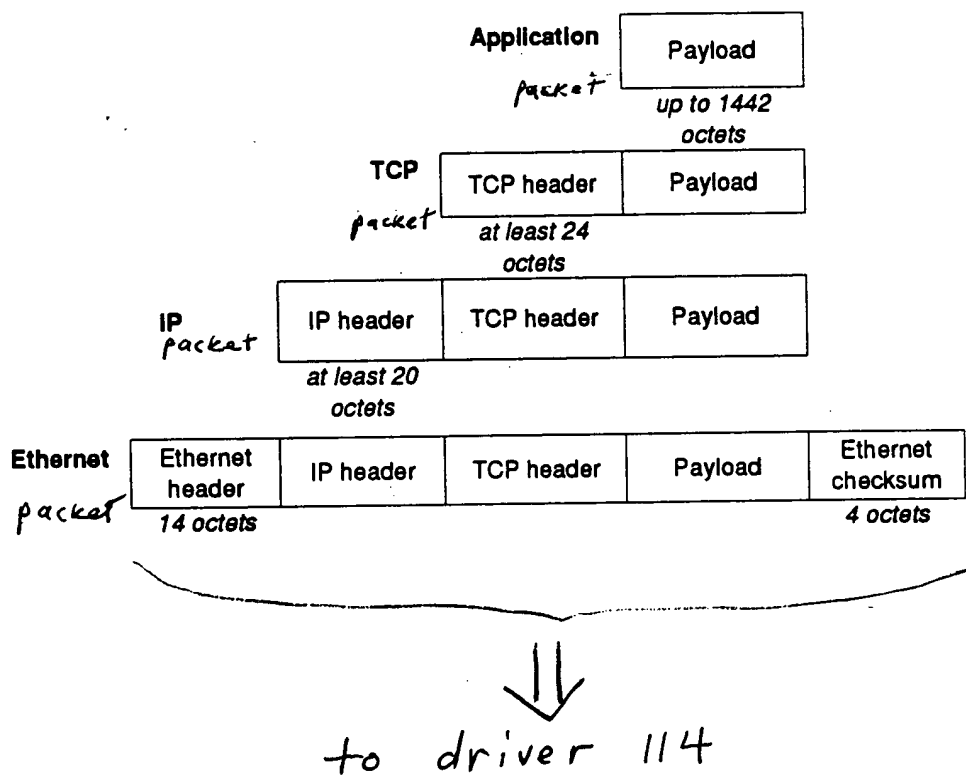 Application
packet
Payload
up to 1442
octets
TCP
packet
TCP header
Payload
at least 24
octets
IP
packet
IP header
TCP header
Payload
at least 20
octets
Ethernet
packet
Ethernet
header
IP header
TCP header
Payload
Ethernet
checksum
14 octets
4 octets
to driver 114